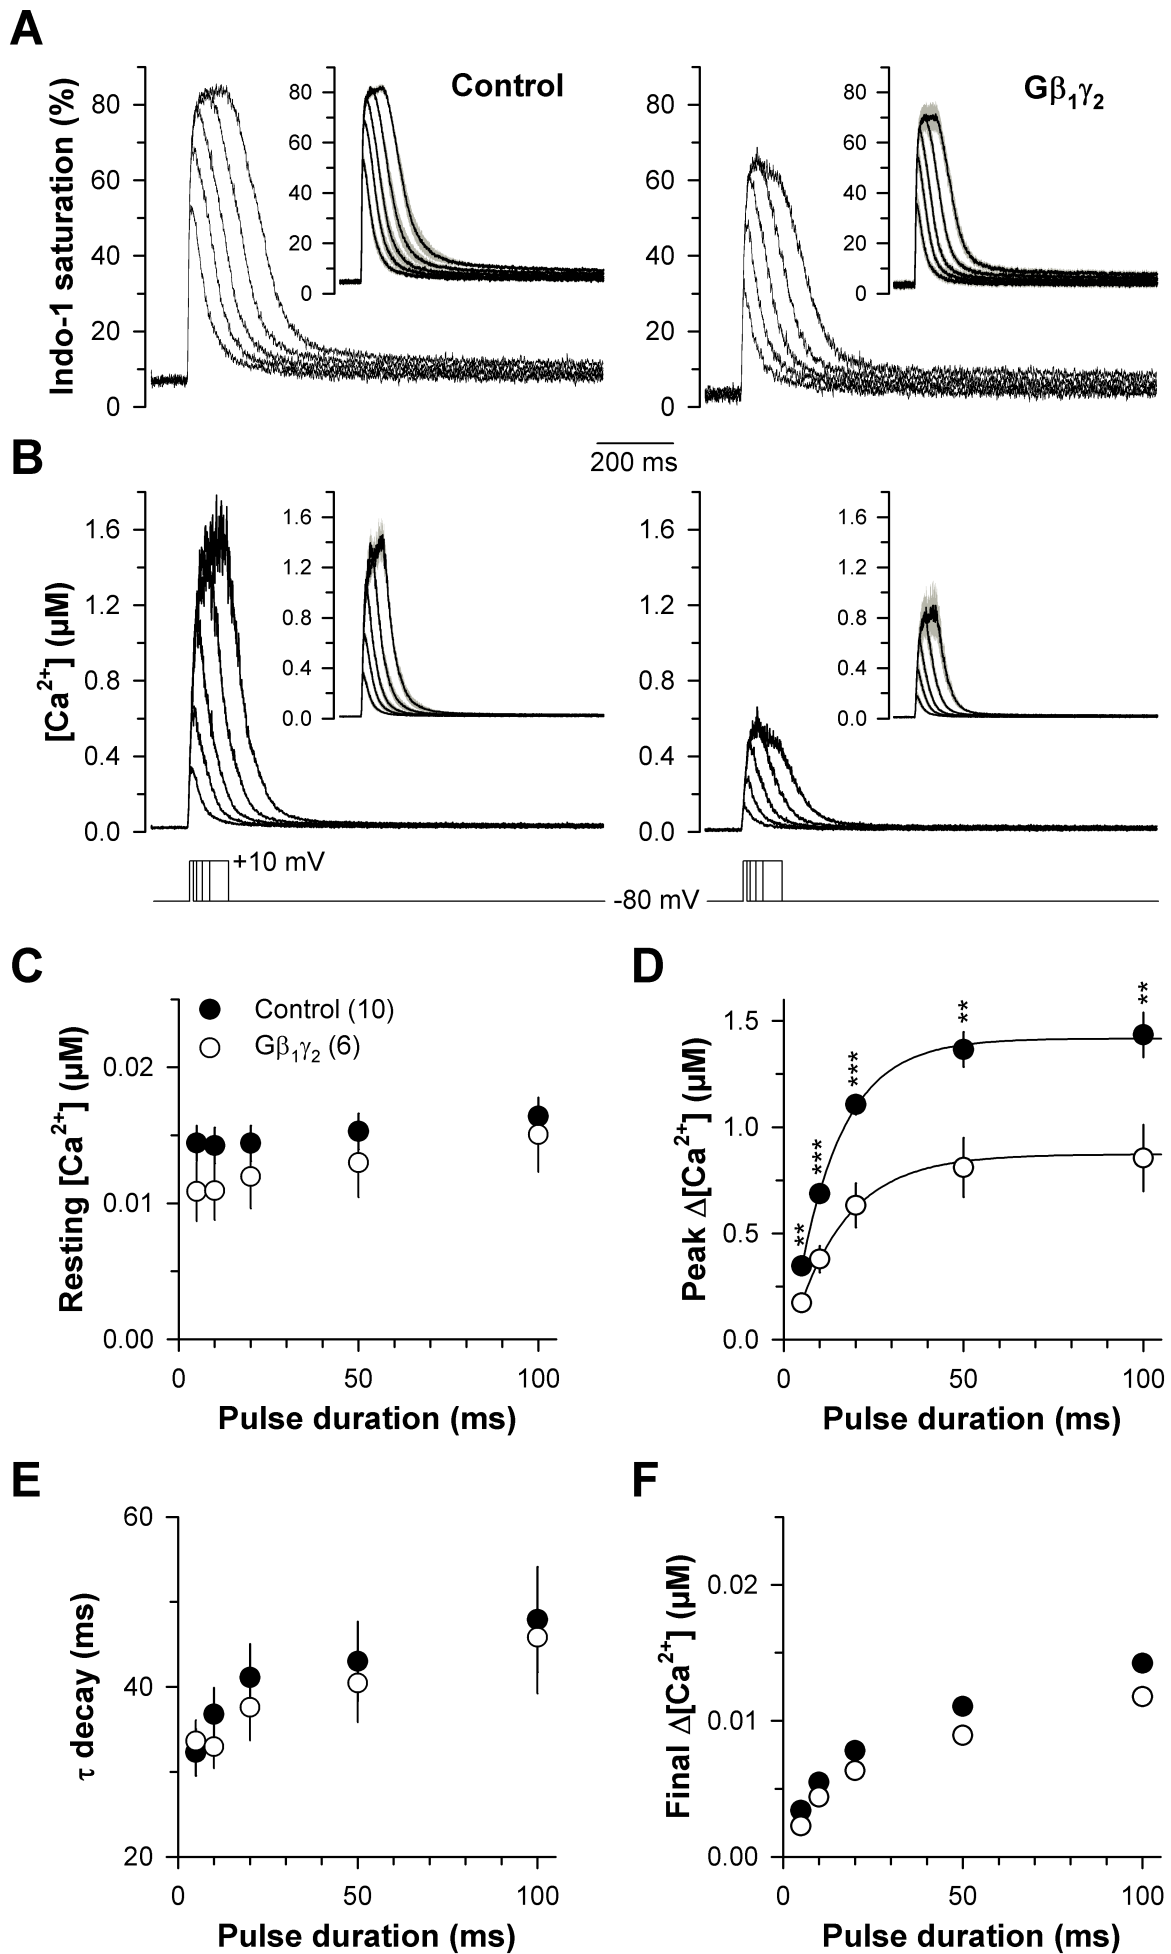 A
Indo-1 saturation (%)
80
60
40
20
0
80
60
40
20
0
Control
80
60
40
20
0
80
60
40
20
0
Gβ1γ2
200 ms
B
[Ca2+] (µM)
1.6
1.2
0.8
0.4
0.0
1.6
1.2
0.8
0.4
0.0
1.6
1.2
0.8
0.4
0.0
1.6
1.2
0.8
0.4
0.0
+10 mV
-80 mV
C
Resting [Ca2+] (µM)
0.02
0.01
0.00
Control (10)
Gβ1γ2 (6)
0 50 100
Pulse duration (ms)
D
Peak Δ[Ca2+] (µM)
1.5
1.0
0.5
0.0
**
***
***
**
**
0 50 100
Pulse duration (ms)
E
τ decay (ms)
60
40
20
0 50 100
Pulse duration (ms)
F
Final Δ[Ca2+] (µM)
0.02
0.01
0.00
0 50 100
Pulse duration (ms)